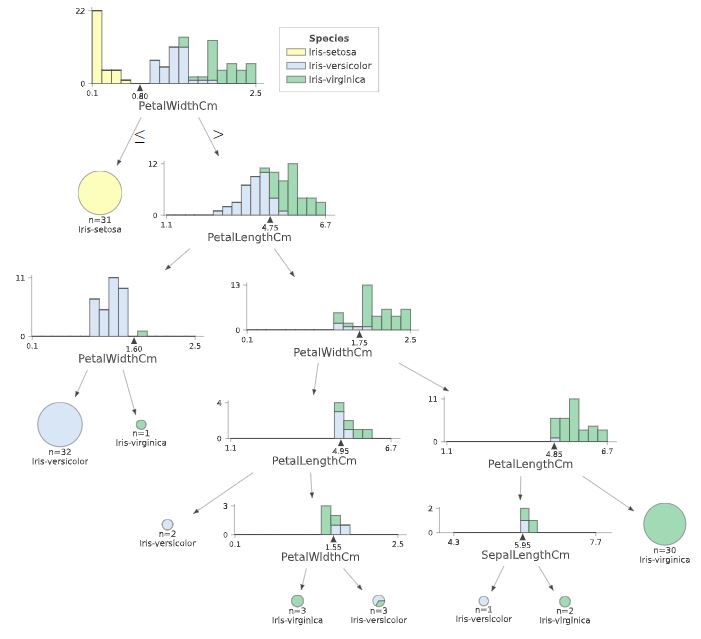 22
0
0.1
0.80
2.5
PetalWidthCm
Species
Iris-setosa
Iris-versicolor
Iris-virginica
≤
>
n=31
Iris-setosa
12
0
1.1
4.75
6.7
PetalLengthCm
11
0
0.1
1.60
2.5
PetalWidthCm
13
0
0.1
1.75
2.5
PetalWidthCm
n=32
Iris-versicolor
n=1
Iris-virginica
4
0
1.1
4.95
6.7
PetalLengthCm
11
0
1.1
4.85
6.7
PetalLengthCm
n=2
Iris-versicolor
3
0
0.1
1.55
2.5
PetalWidthCm
2
0
4.3
5.95
7.7
SepalLengthCm
n=30
Iris-virginica
n=3
Iris-virginica
n=3
Iris-versicolor
n=1
Iris-versicolor
n=2
Iris-virginica